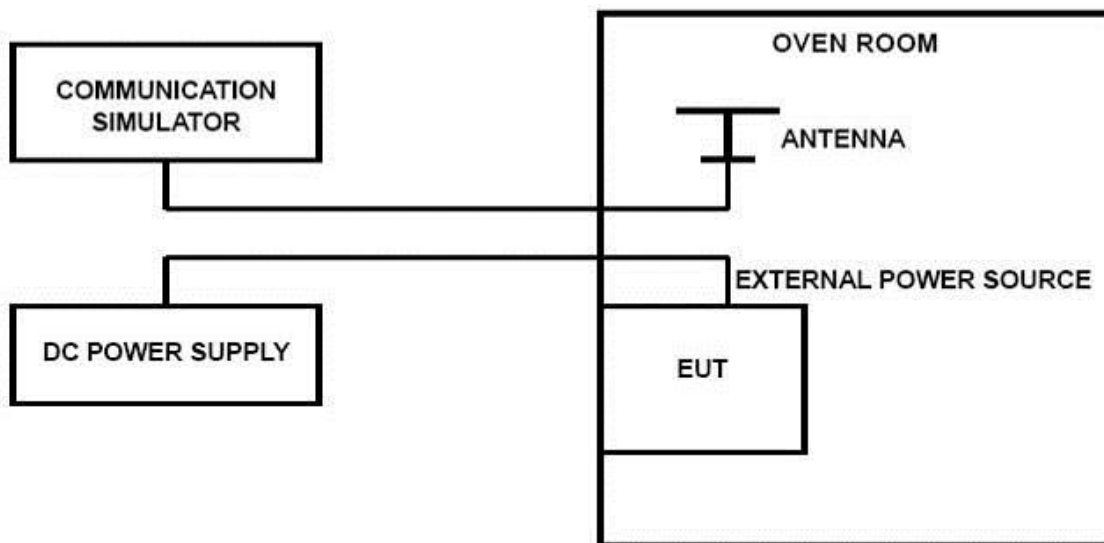 OVEN ROOM
COMMUNICATION
SIMULATOR
ANTENNA
EXTERNAL POWER SOURCE
DC POWER SUPPLY
EUT